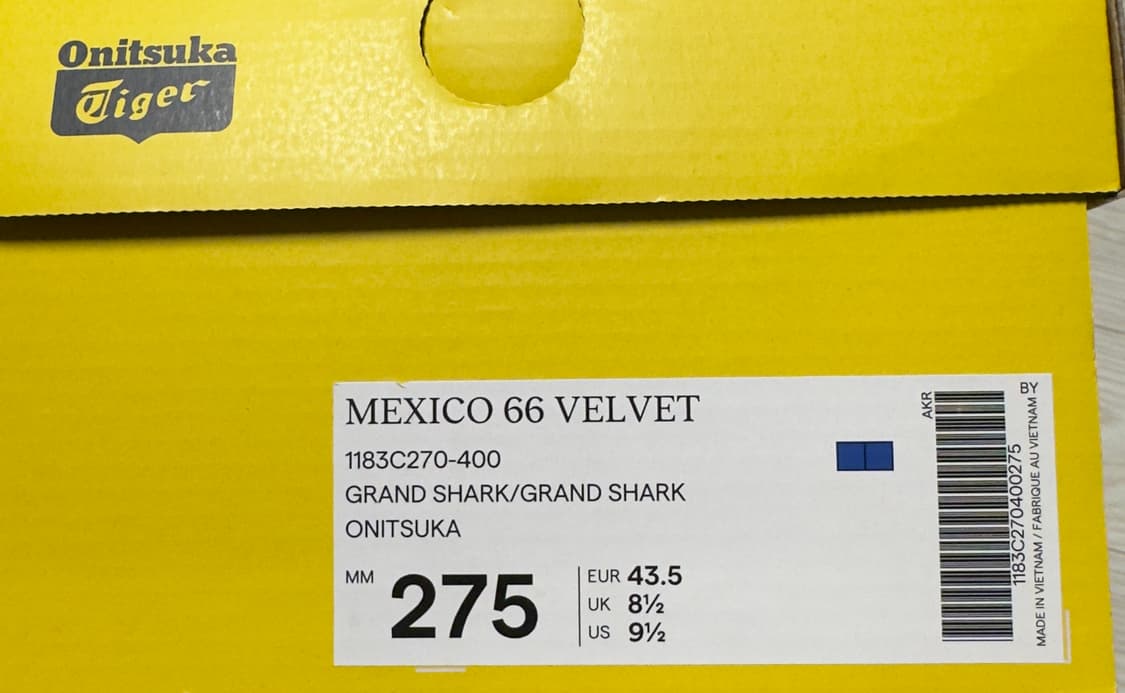 Onitsuka
Tiger
MEXICO 66 VELVET
1183C270-400
GRAND SHARK/GRAND SHARK
ONITSUKA
MM 275
EUR 43.5
UK 8½
US 9½
AKR
1183C270400275
MADE IN VIETNAM / FABRIQUE AU VIETNAM BY